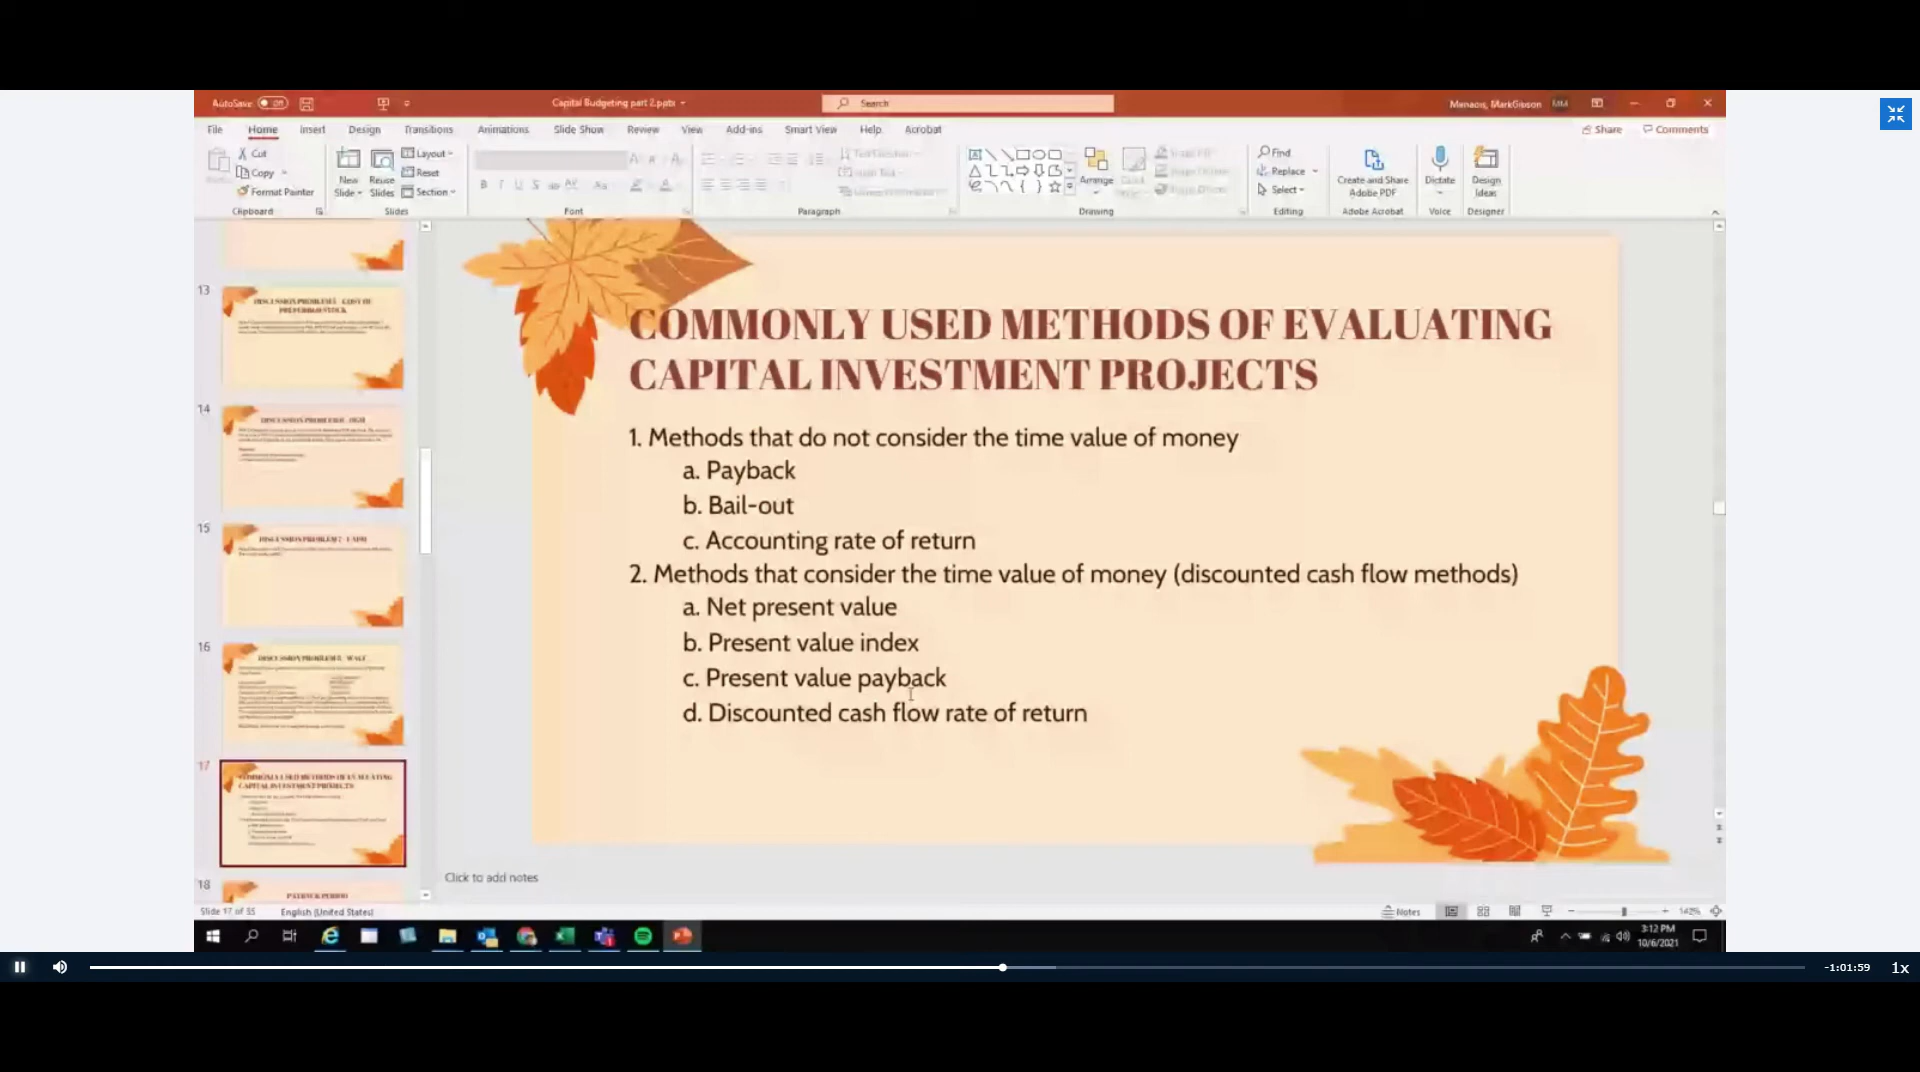 AutoSave Off
Capital Budgeting part 2.pptx
Search
Manaois, MarkGibson MM
File Home Insert Design Transitions Animations Slide Show Review View Add-ins Smart View Help Acrobat
Share Comments
Cut
Copy
Format Painter
Clipboard
New Slide
Reuse Slides
Layout
Reset
Section
Slides
Font
Paragraph
Arrange
Drawing
Find
Replace
Select
Editing
Create and Share Adobe PDF
Adobe Acrobat
Dictate
Voice
Design Ideas
Designer
13
14
15
16
17
18
PAYBACK PERIOD
COMMONLY USED METHODS OF EVALUATING
CAPITAL INVESTMENT PROJECTS
1. Methods that do not consider the time value of money
a. Payback
b. Bail-out
c. Accounting rate of return
2. Methods that consider the time value of money (discounted cash flow methods)
a. Net present value
b. Present value index
c. Present value payback
d. Discounted cash flow rate of return
Click to add notes
Slide 17 of 55 English (United States)
Notes
142%
3:12 PM
10/6/2021
-1:01:59 1x